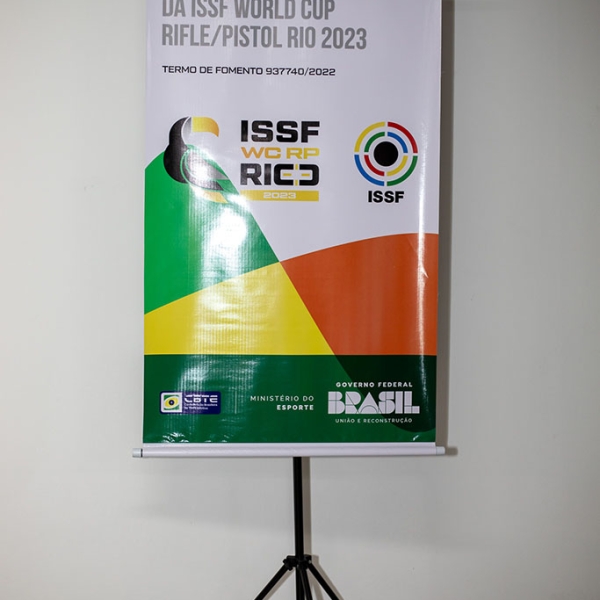 DA ISSF WORLD CUP
RIFLE/PISTOL RIO 2023
TERMO DE FOMENTO 937740/2022
ISSF
WC RP
RIO
2023
ISSF
CBTE
MINISTÉRIO DO
ESPORTE
GOVERNO FEDERAL
BRASIL
UNIÃO E RECONSTRUÇÃO